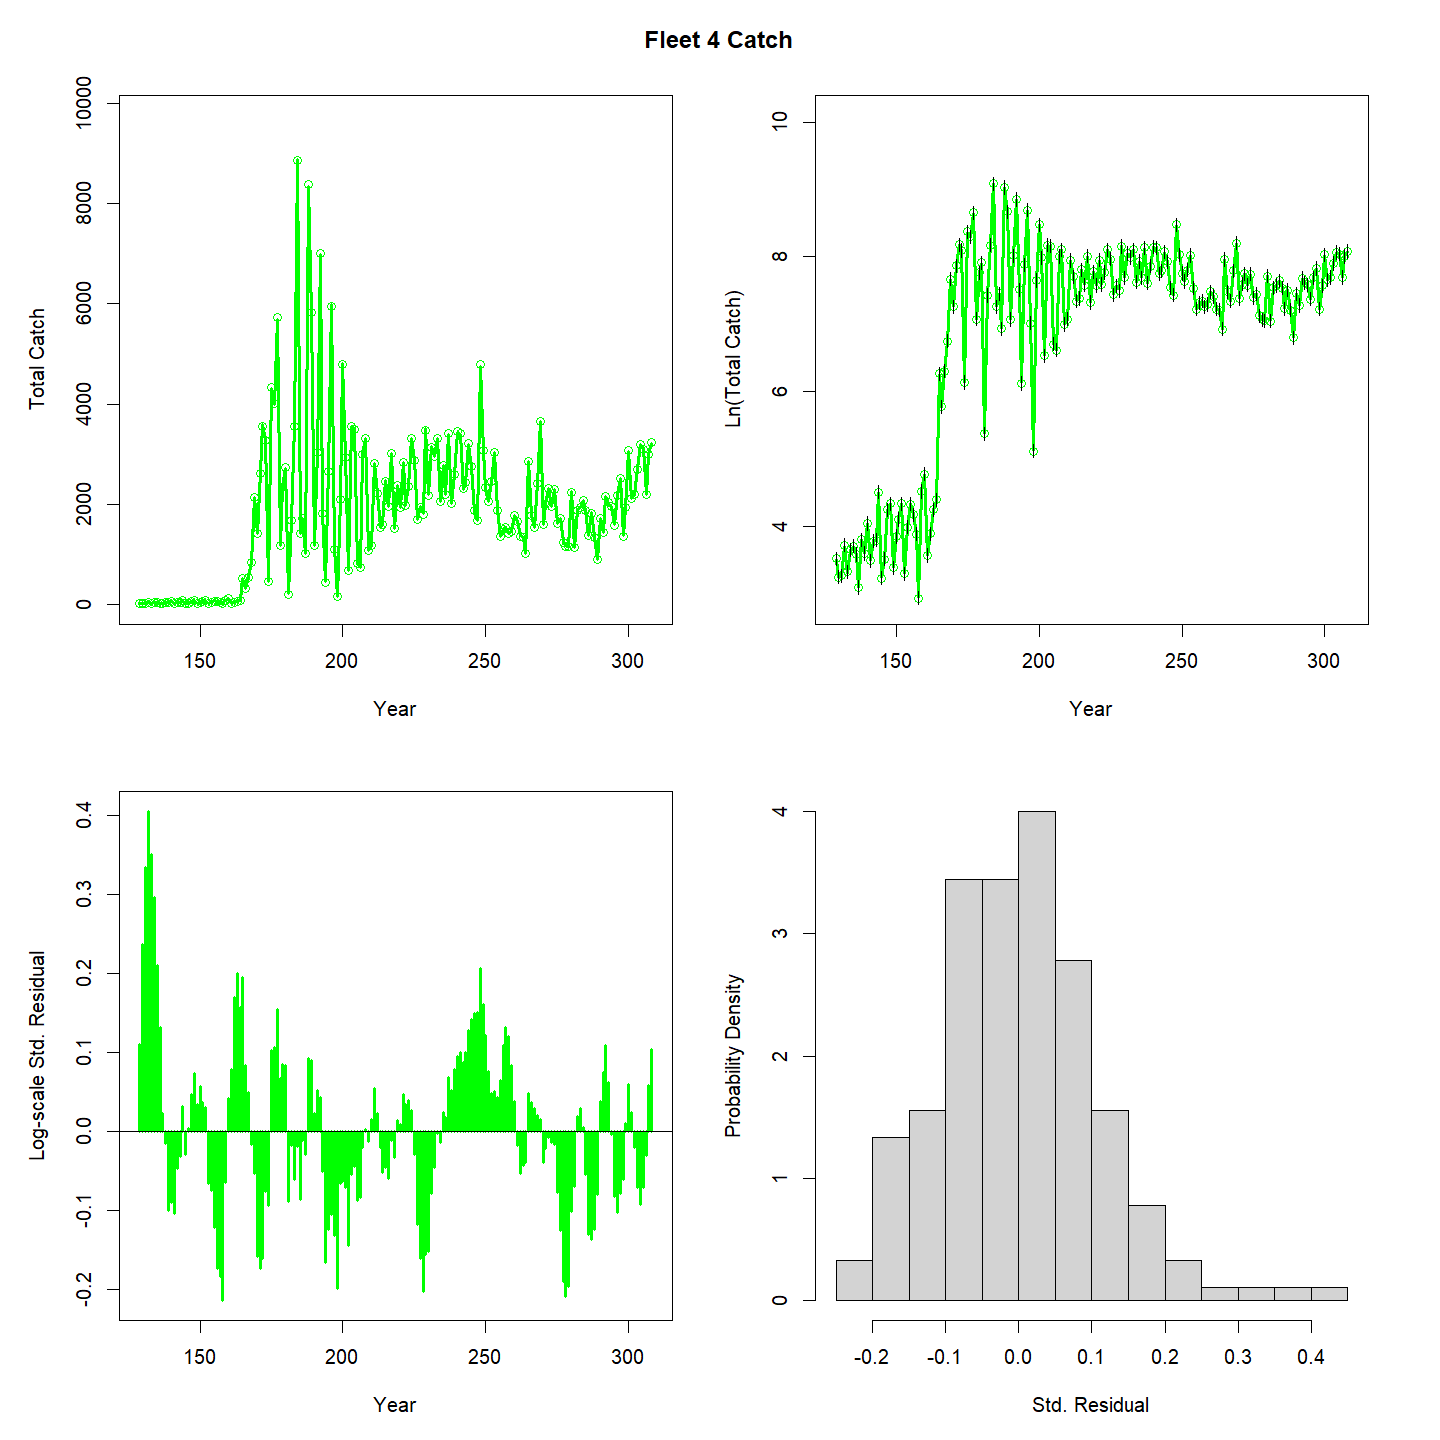 Fleet 4 Catch
Total Catch
0 2000 4000 6000 8000 10000
150 200 250 300
Year
Ln(Total Catch)
4 6 8 10
150 200 250 300
Year
Log-scale Std. Residual
-0.2 -0.1 0.0 0.1 0.2 0.3 0.4
150 200 250 300
Year
Probability Density
0 1 2 3 4
-0.2 -0.1 0.0 0.1 0.2 0.3 0.4
Std. Residual